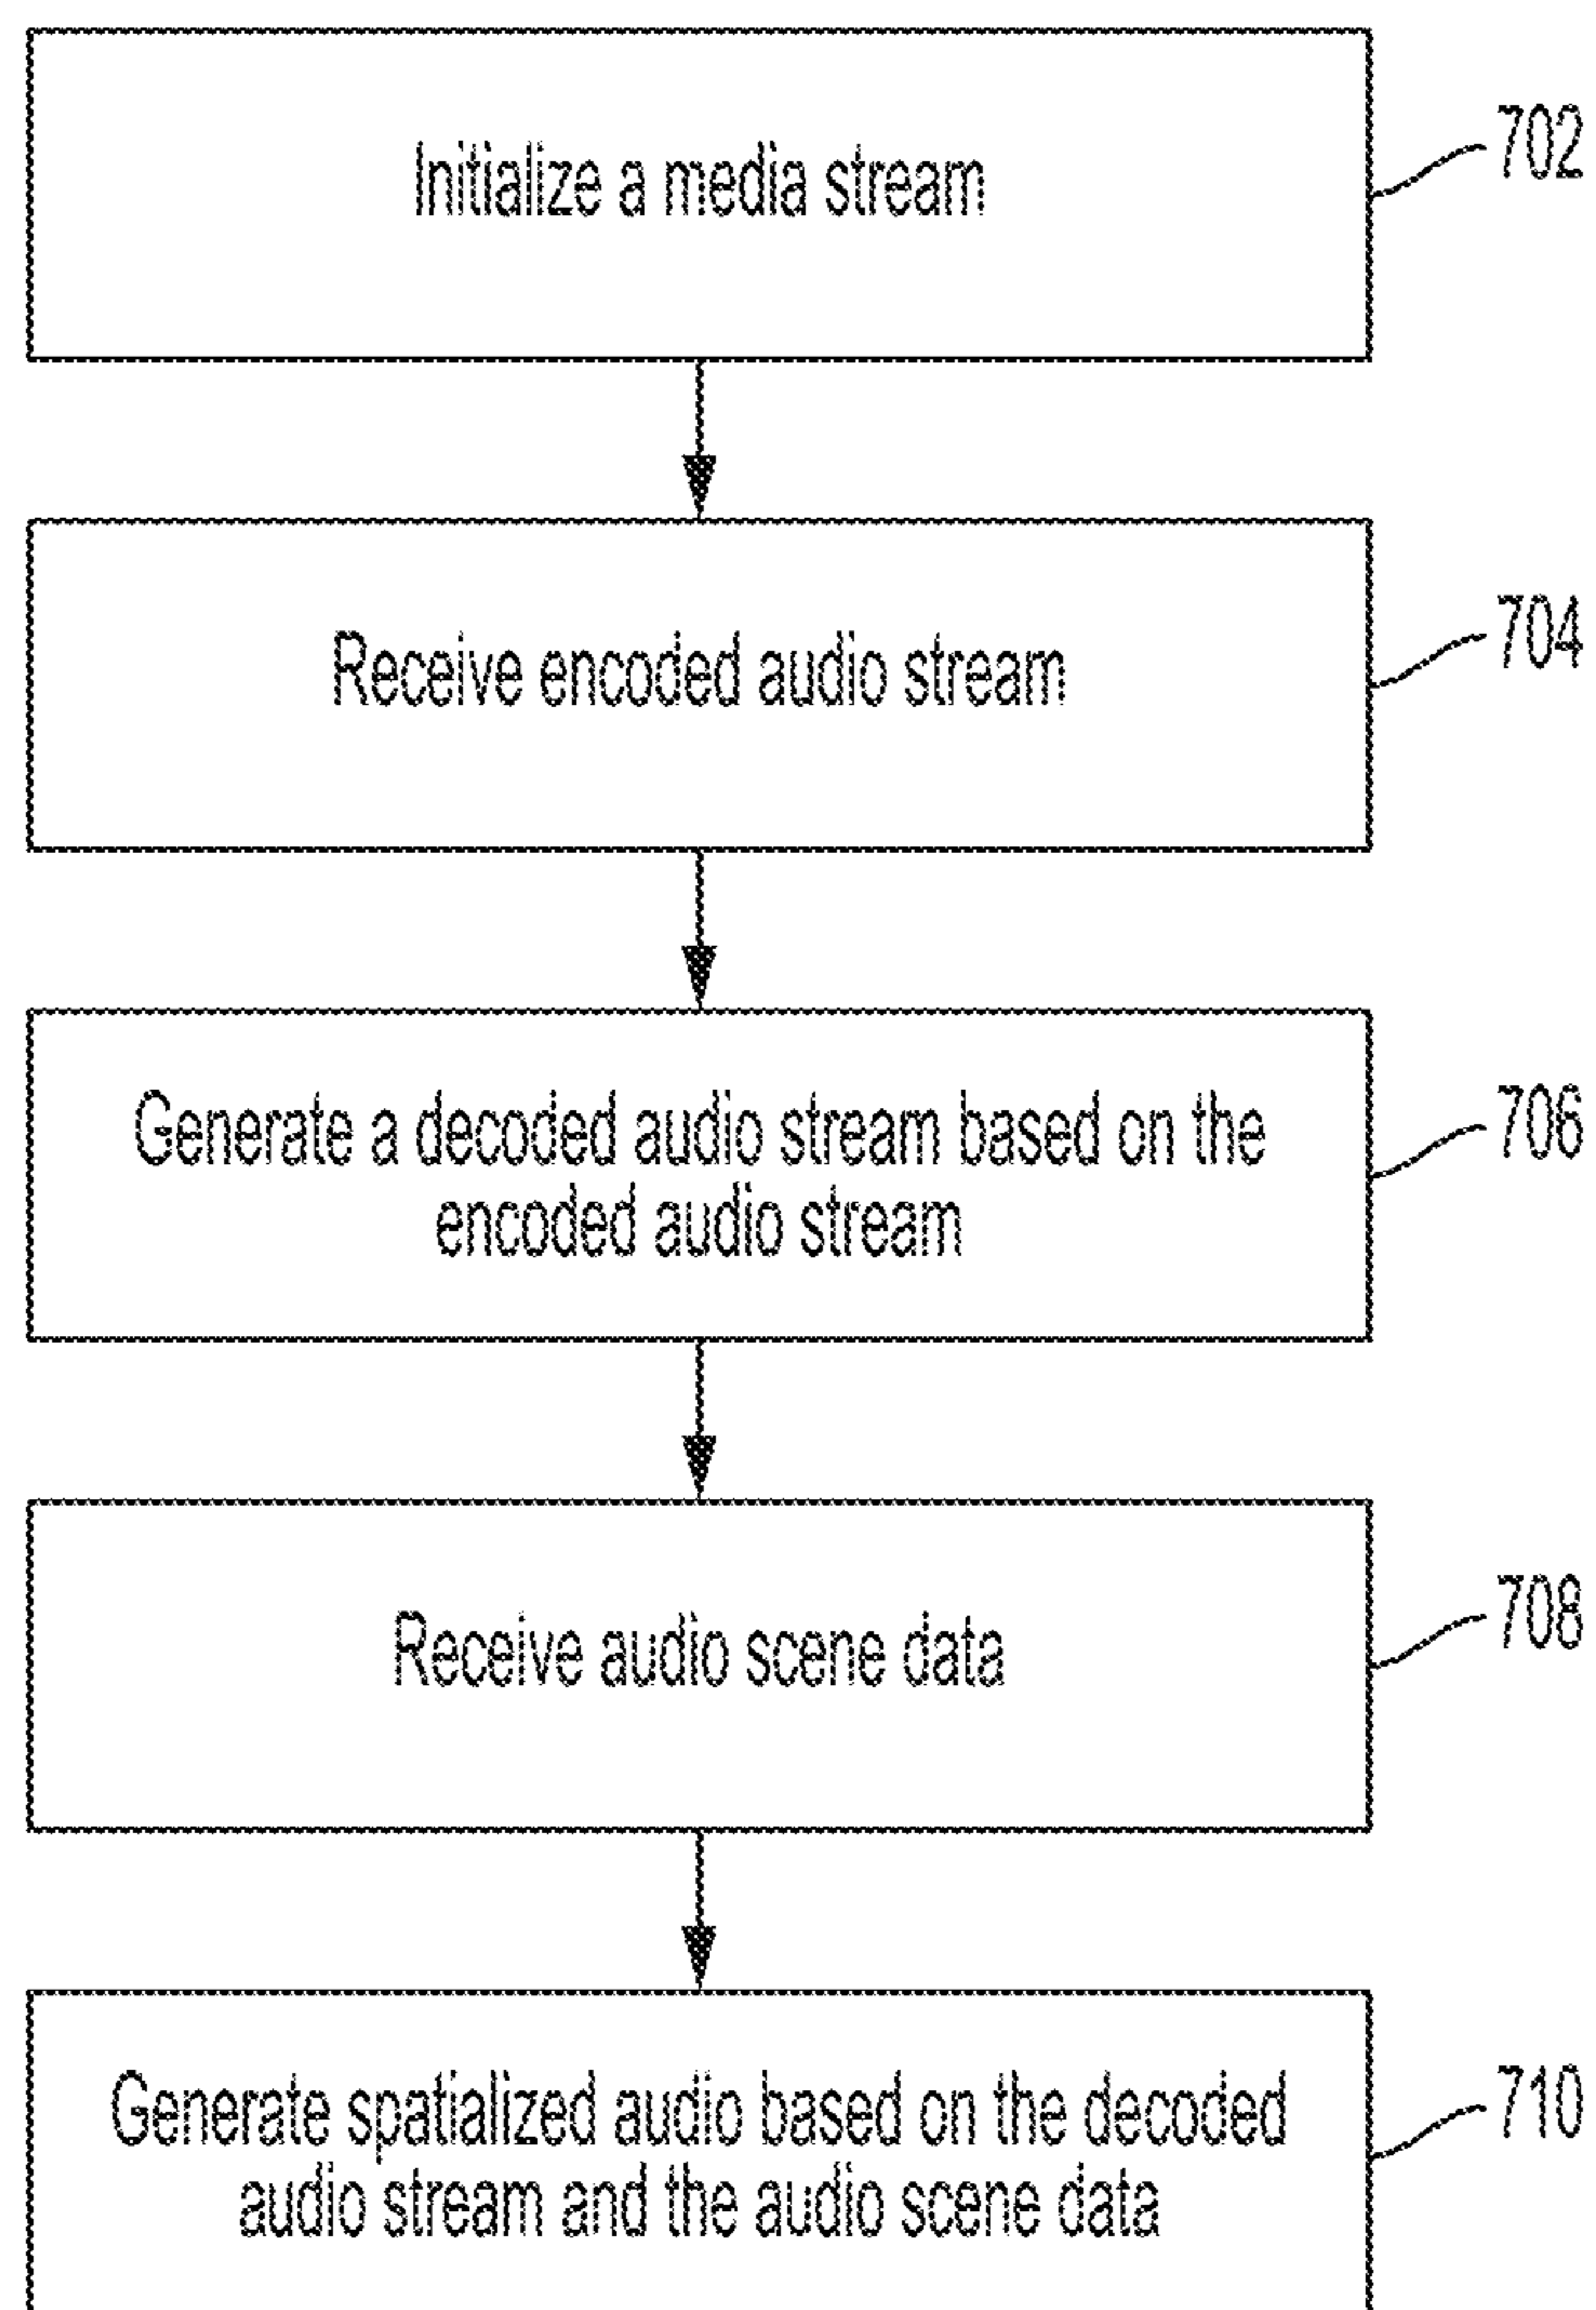 Initialize a media stream
702
Receive encoded audio stream
704
Generate a decoded audio stream based on the
encoded audio stream
706
Receive audio scene data
708
Generate spatialized audio based on the decoded
audio stream and the audio scene data
710